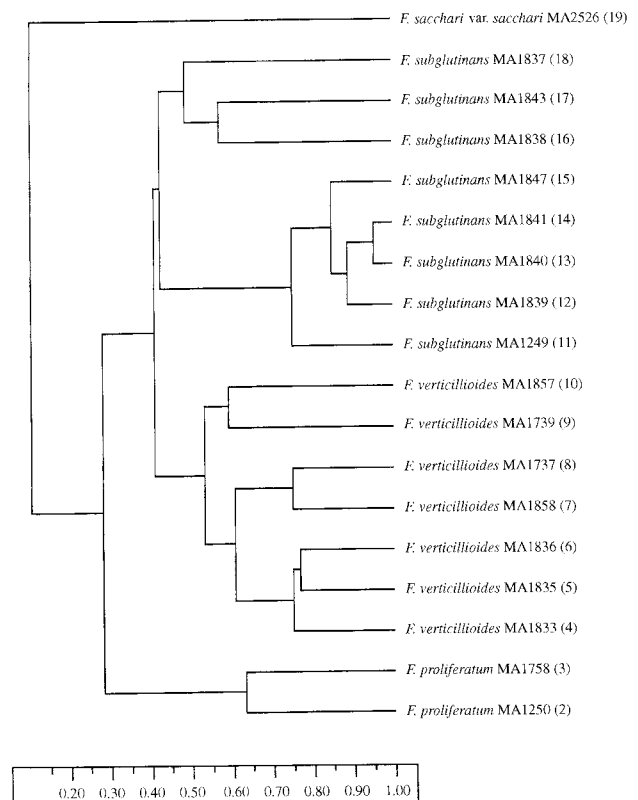 F. sacchari var. sacchari MA2526 (19)
F. subglutinans MA1837 (18)
F. subglutinans MA1843 (17)
F. subglutinans MA1838 (16)
F. subglutinans MA1847 (15)
F. subglutinans MA1841 (14)
F. subglutinans MA1840 (13)
F. subglutinans MA1839 (12)
F. subglutinans MA1249 (11)
F. verticillioides MA1857 (10)
F. verticillioides MA1739 (9)
F. verticillioides MA1737 (8)
F. verticillioides MA1858 (7)
F. verticillioides MA1836 (6)
F. verticillioides MA1835 (5)
F. verticillioides MA1833 (4)
F. proliferatum MA1758 (3)
F. proliferatum MA1250 (2)
0.20 0.30 0.40 0.50 0.60 0.70 0.80 0.90 1.00